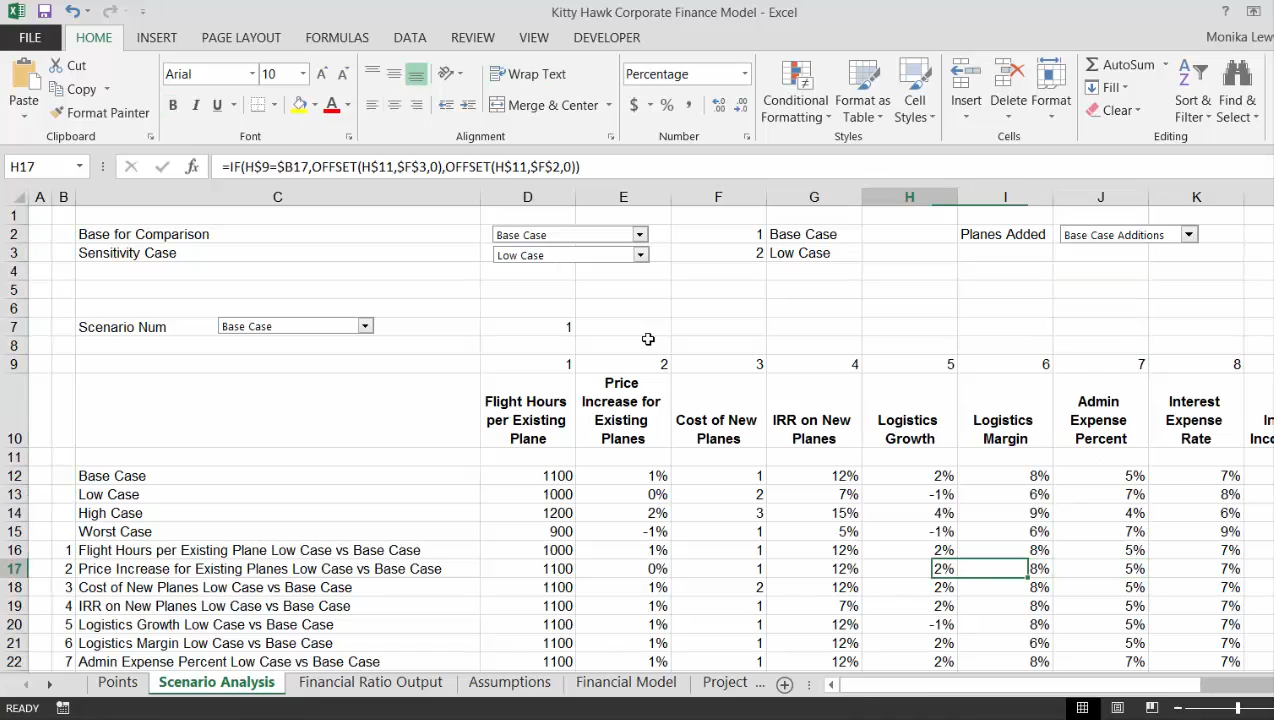 Kitty Hawk Corporate Finance Model - Excel
FILE HOME INSERT PAGE LAYOUT FORMULAS DATA REVIEW VIEW DEVELOPER Monika Lew
Paste Cut Copy Format Painter Clipboard
Arial 10 B I U Font
Wrap Text Merge & Center Alignment
Percentage $ % Number
Conditional Formatting Format as Table Cell Styles Styles
Insert Delete Format Cells
AutoSum Fill Clear Sort & Filter Find & Select Editing
H17 fx =IF(H$9=$B17,OFFSET(H$11,$F$3,0),OFFSET(H$11,$F$2,0))
A B C D E F G H I J K
1
2 Base for Comparison Base Case 1 Base Case Planes Added Base Case Additions
3 Sensitivity Case Low Case 2 Low Case
4
5
6
7 Scenario Num Base Case 1
8
9 1 2 3 4 5 6 7 8
10 Flight Hours per Existing Plane Price Increase for Existing Planes Cost of New Planes IRR on New Planes Logistics Growth Logistics Margin Admin Expense Percent Interest Expense Rate
11
12 Base Case 1100 1% 1 12% 2% 8% 5% 7%
13 Low Case 1000 0% 2 7% -1% 6% 7% 8%
14 High Case 1200 2% 3 15% 4% 9% 4% 6%
15 Worst Case 900 -1% 1 5% -1% 6% 7% 9%
16 1 Flight Hours per Existing Plane Low Case vs Base Case 1000 1% 1 12% 2% 8% 5% 7%
17 2 Price Increase for Existing Planes Low Case vs Base Case 1100 0% 1 12% 2% 8% 5% 7%
18 3 Cost of New Planes Low Case vs Base Case 1100 1% 2 12% 2% 8% 5% 7%
19 4 IRR on New Planes Low Case vs Base Case 1100 1% 1 7% 2% 8% 5% 7%
20 5 Logistics Growth Low Case vs Base Case 1100 1% 1 12% -1% 8% 5% 7%
21 6 Logistics Margin Low Case vs Base Case 1100 1% 1 12% 2% 6% 5% 7%
22 7 Admin Expense Percent Low Case vs Base Case 1100 1% 1 12% 2% 8% 7% 7%
Points Scenario Analysis Financial Ratio Output Assumptions Financial Model Project ...
READY